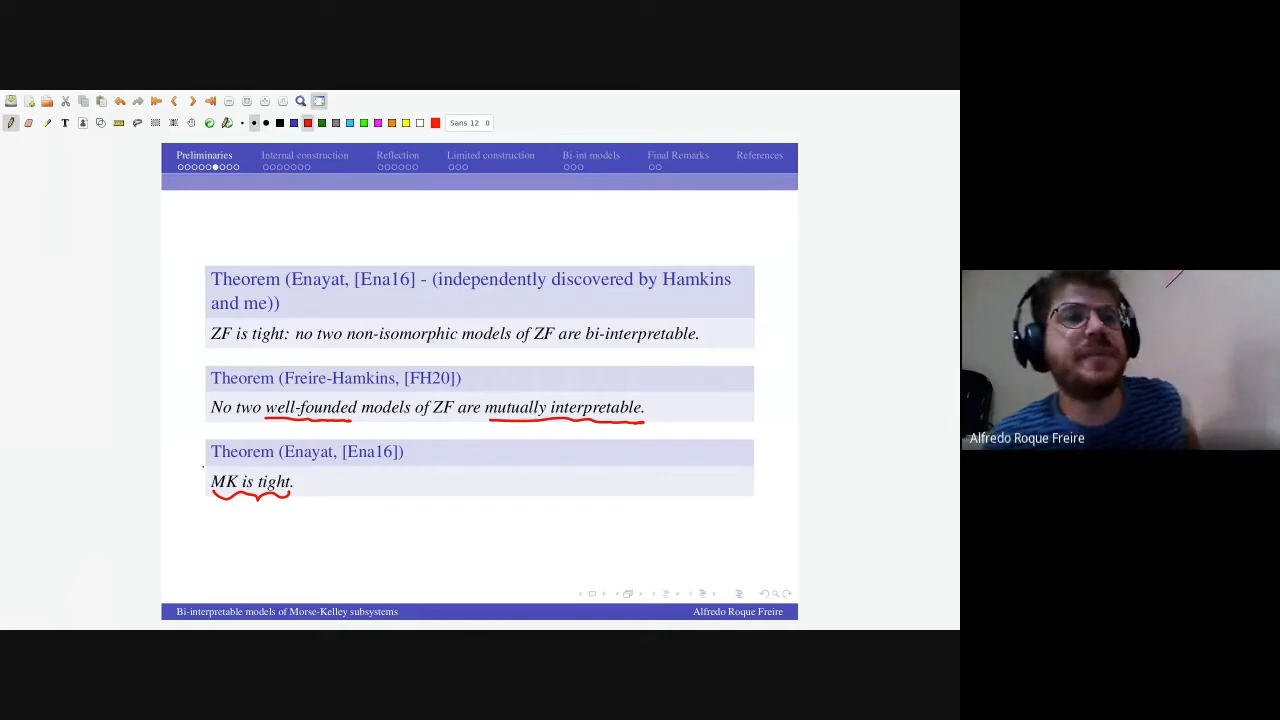 Sans 12 0
Preliminaries Internal construction Reflection Limited construction Bi-int models Final Remarks References
Theorem (Enayat, [Ena16] - (independently discovered by Hamkins
and me))
ZF is tight: no two non-isomorphic models of ZF are bi-interpretable.
Theorem (Freire-Hamkins, [FH20])
No two well-founded models of ZF are mutually interpretable.
Theorem (Enayat, [Ena16])
MK is tight.
Bi-interpretable models of Morse-Kelley subsystems Alfredo Roque Freire
Alfredo Roque Freire